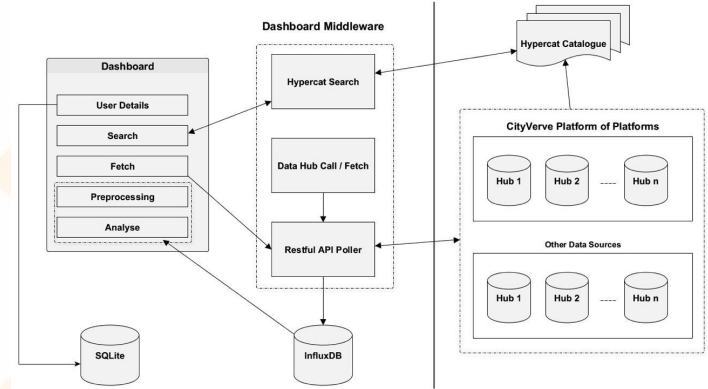 Dashboard Middleware
Hypercat Catalogue
Dashboard
Hypercat Search
User Details
Search
Fetch
Preprocessing
Analyse
Data Hub Call / Fetch
Restful API Poller
CityVerve Platform of Platforms
Hub 1
Hub 2
Hub n
Other Data Sources
Hub 1
Hub 2
Hub n
SQLite
InfluxDB